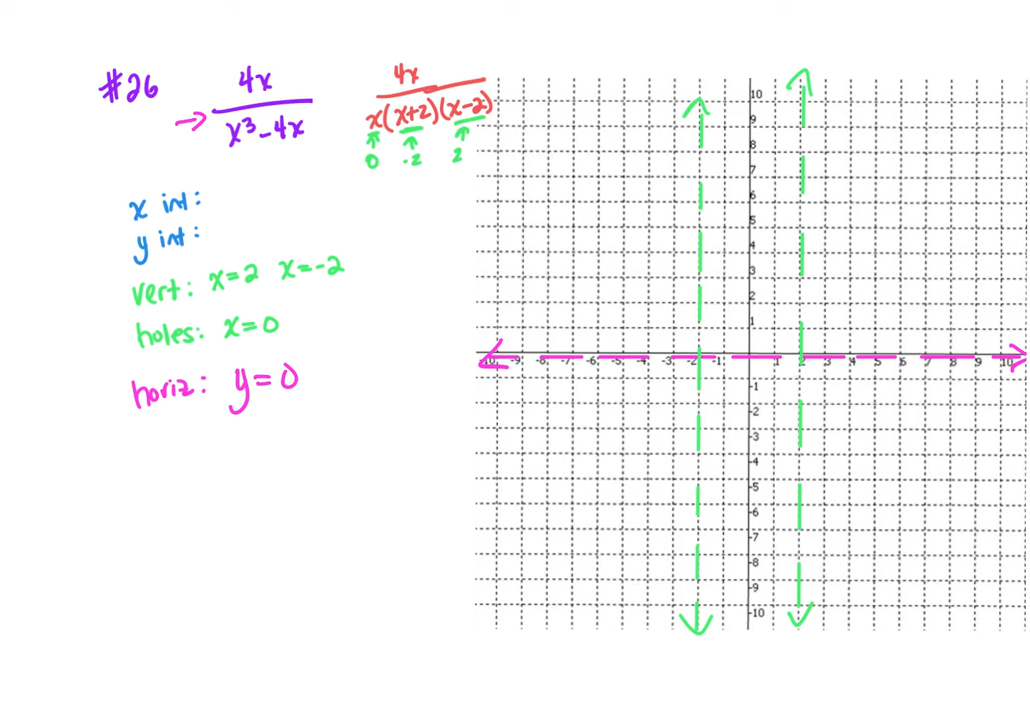 #26
4x
x³-4x
4x
x(x+2)(x-2)
0 -2 2
x int:
y int:
vert: x=2 x=-2
holes: x=0
horiz: y=0
10
9
8
7
6
5
4
3
2
1
-10 -9 -8 -7 -6 -5 -4 -3 -2 -1 1 2 3 4 5 6 7 8 9 10
-1
-2
-3
-4
-5
-6
-7
-8
-9
-10